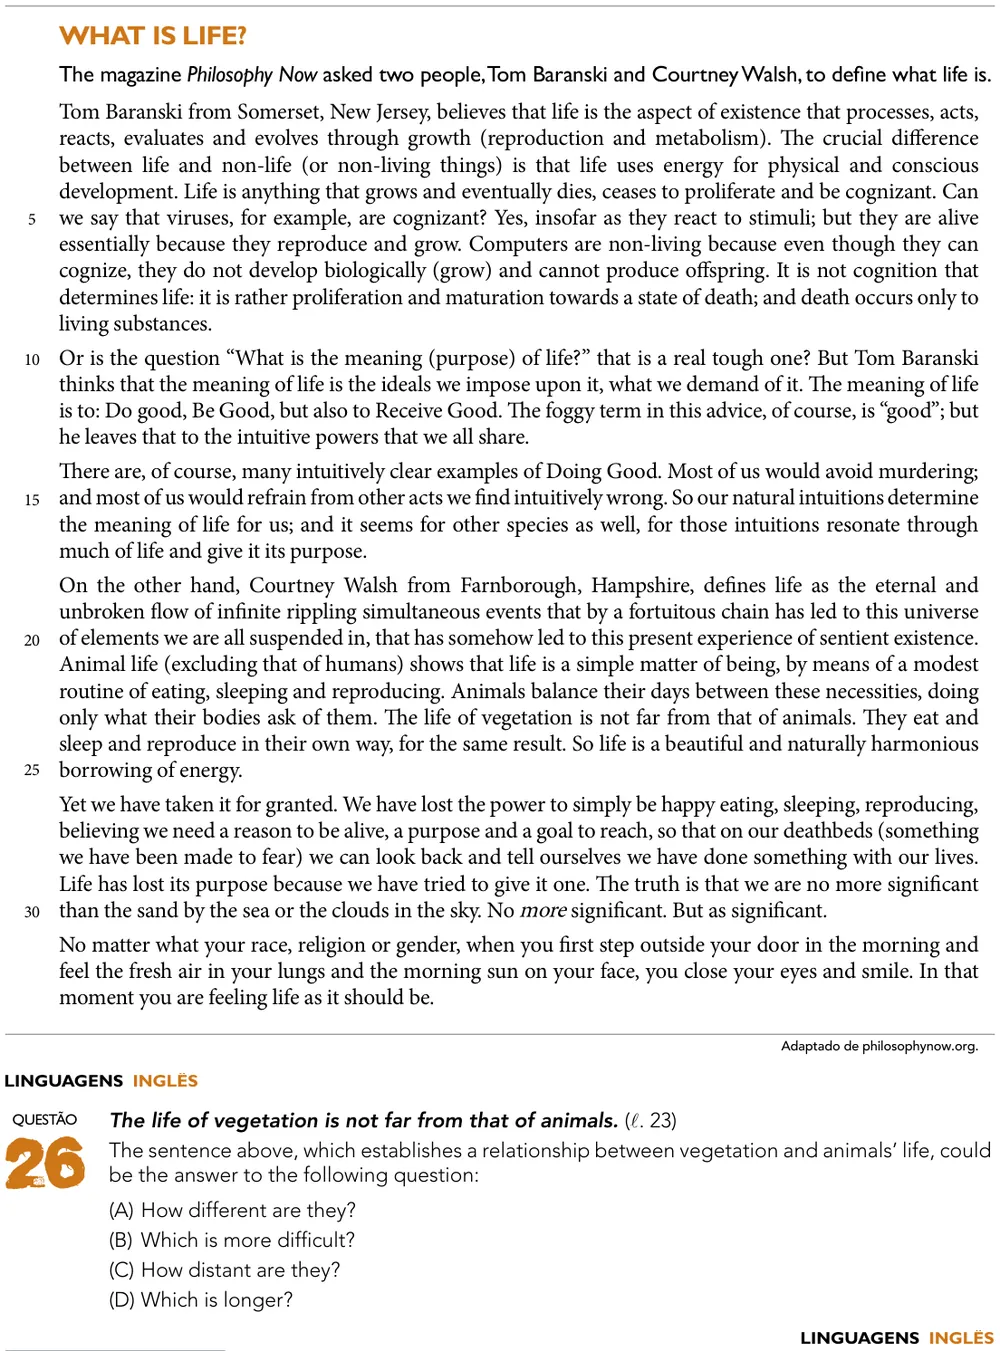 WHAT IS LIFE?
The magazine Philosophy Now asked two people, Tom Baranski and Courtney Walsh, to define what life is.
Tom Baranski from Somerset, New Jersey, believes that life is the aspect of existence that processes, acts,
reacts, evaluates and evolves through growth (reproduction and metabolism). The crucial difference
between life and non-life (or non-living things) is that life uses energy for physical and conscious
development. Life is anything that grows and eventually dies, ceases to proliferate and be cognizant. Can
5 we say that viruses, for example, are cognizant? Yes, insofar as they react to stimuli; but they are alive
essentially because they reproduce and grow. Computers are non-living because even though they can
cognize, they do not develop biologically (grow) and cannot produce offspring. It is not cognition that
determines life: it is rather proliferation and maturation towards a state of death; and death occurs only to
living substances.
10 Or is the question “What is the meaning (purpose) of life?” that is a real tough one? But Tom Baranski
thinks that the meaning of life is the ideals we impose upon it, what we demand of it. The meaning of life
is to: Do good, Be Good, but also to Receive Good. The foggy term in this advice, of course, is “good”; but
he leaves that to the intuitive powers that we all share.
There are, of course, many intuitively clear examples of Doing Good. Most of us would avoid murdering;
15 and most of us would refrain from other acts we find intuitively wrong. So our natural intuitions determine
the meaning of life for us; and it seems for other species as well, for those intuitions resonate through
much of life and give it its purpose.
On the other hand, Courtney Walsh from Farnborough, Hampshire, defines life as the eternal and
unbroken flow of infinite rippling simultaneous events that by a fortuitous chain has led to this universe
20 of elements we are all suspended in, that has somehow led to this present experience of sentient existence.
Animal life (excluding that of humans) shows that life is a simple matter of being, by means of a modest
routine of eating, sleeping and reproducing. Animals balance their days between these necessities, doing
only what their bodies ask of them. The life of vegetation is not far from that of animals. They eat and
sleep and reproduce in their own way, for the same result. So life is a beautiful and naturally harmonious
25 borrowing of energy.
Yet we have taken it for granted. We have lost the power to simply be happy eating, sleeping, reproducing,
believing we need a reason to be alive, a purpose and a goal to reach, so that on our deathbeds (something
we have been made to fear) we can look back and tell ourselves we have done something with our lives.
Life has lost its purpose because we have tried to give it one. The truth is that we are no more significant
30 than the sand by the sea or the clouds in the sky. No more significant. But as significant.
No matter what your race, religion or gender, when you first step outside your door in the morning and
feel the fresh air in your lungs and the morning sun on your face, you close your eyes and smile. In that
moment you are feeling life as it should be.
Adaptado de philosophynow.org.
LINGUAGENS INGLÊS
QUESTÃO
26
The life of vegetation is not far from that of animals. (ℓ. 23)
The sentence above, which establishes a relationship between vegetation and animals’ life, could
be the answer to the following question:
(A) How different are they?
(B) Which is more difficult?
(C) How distant are they?
(D) Which is longer?
LINGUAGENS INGLÊS